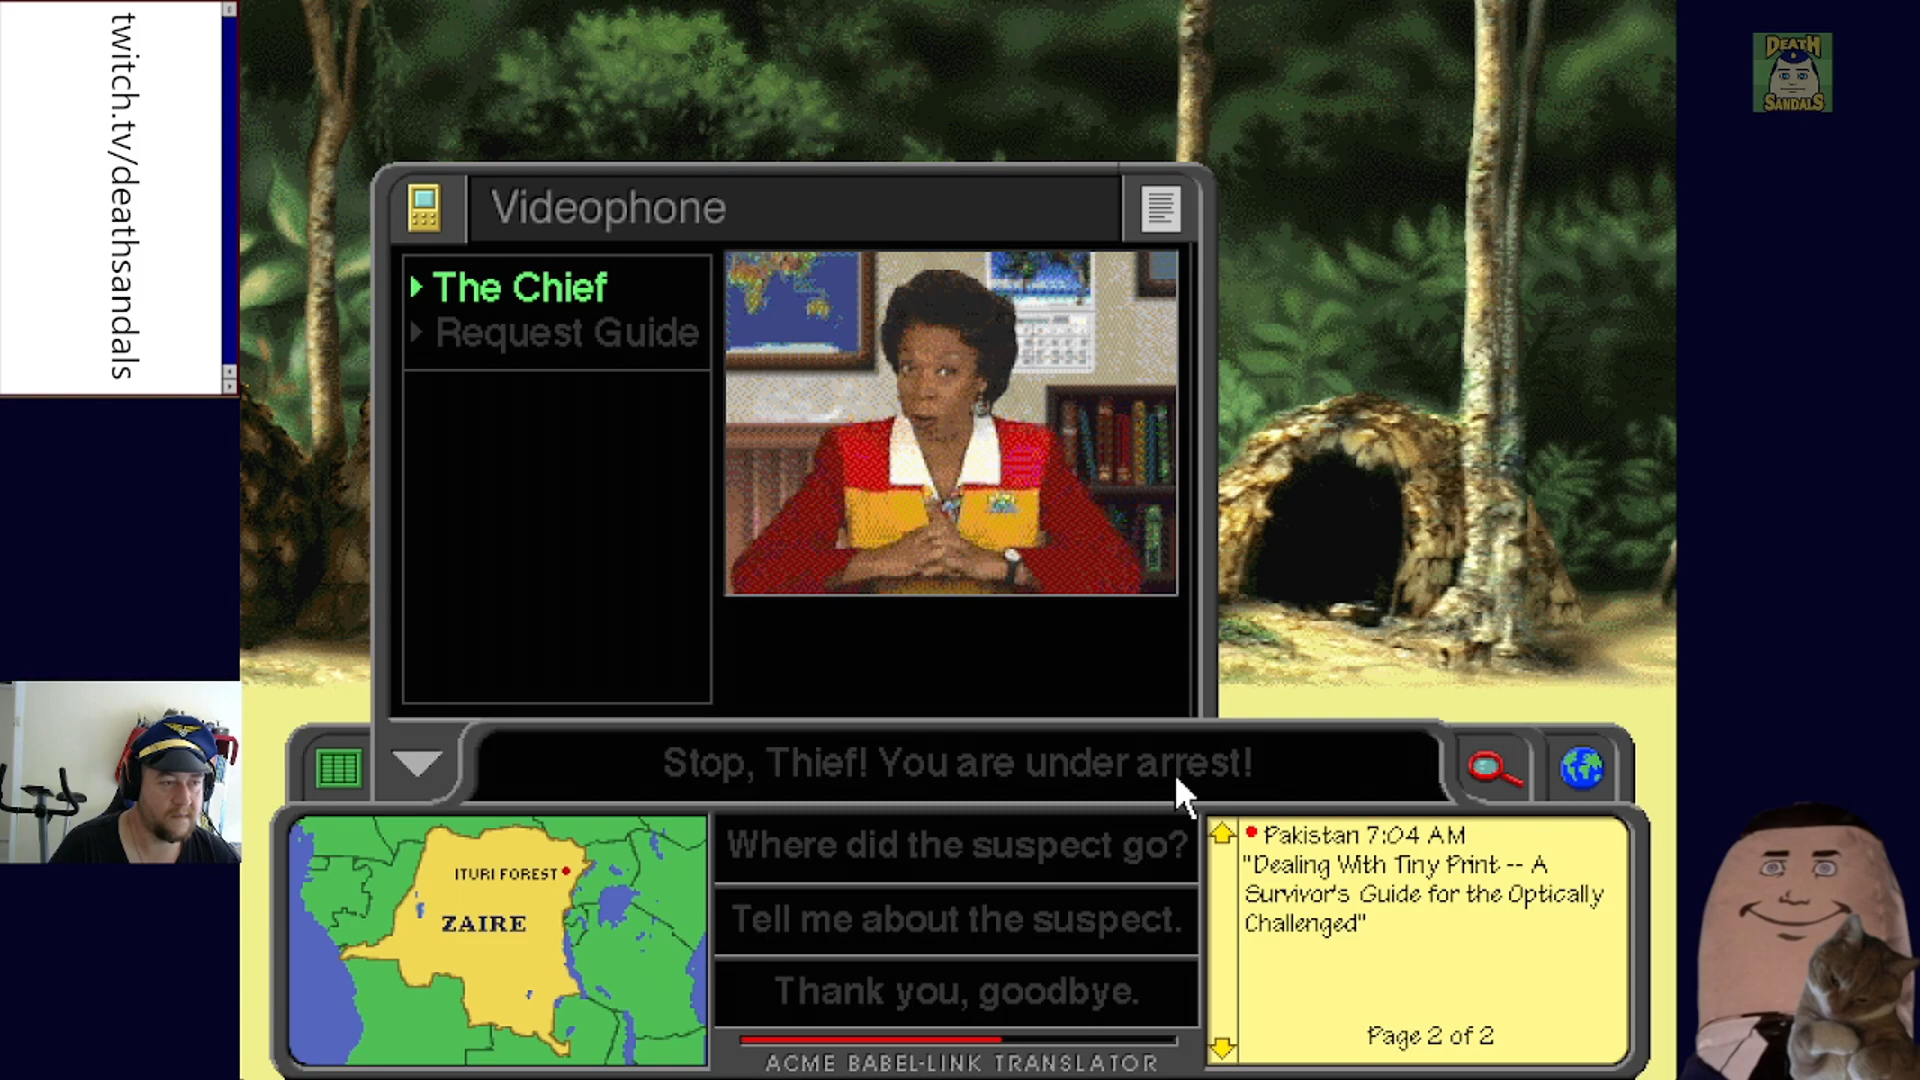 twitch.tv/deathsandals
DEATH
SANDALS
Videophone
The Chief
Request Guide
Stop, Thief! You are under arrest!
ITURI FOREST
ZAIRE
Where did the suspect go?
Tell me about the suspect.
Thank you, goodbye.
ACME BABEL-LINK TRANSLATOR
Pakistan 7:04 AM
"Dealing With Tiny Print -- A
Survivor's Guide for the Optically
Challenged"
Page 2 of 2